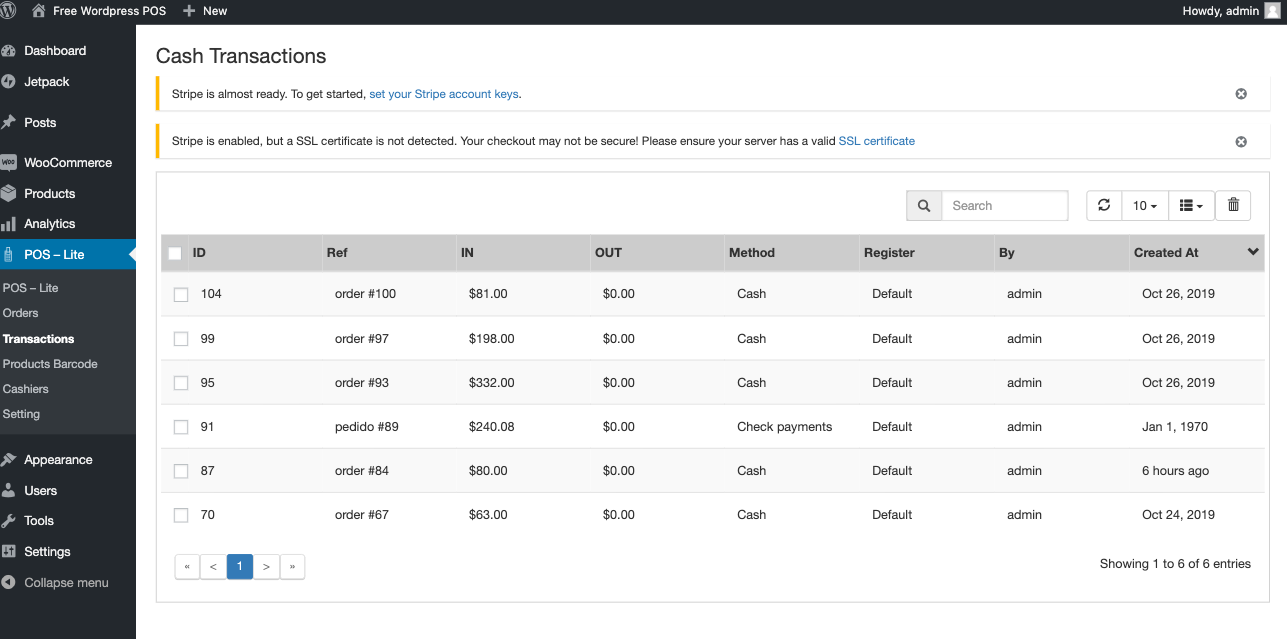 Free Wordpress POS New Howdy, admin
Dashboard
Jetpack
Posts
WOO WooCommerce
Products
Analytics
POS – Lite
POS – Lite
Orders
Transactions
Products Barcode
Cashiers
Setting
Appearance
Users
Tools
Settings
Collapse menu
Cash Transactions
Stripe is almost ready. To get started, set your Stripe account keys.
Stripe is enabled, but a SSL certificate is not detected. Your checkout may not be secure! Please ensure your server has a valid SSL certificate
Search 10
ID Ref IN OUT Method Register By Created At
104 order #100 $81.00 $0.00 Cash Default admin Oct 26, 2019
99 order #97 $198.00 $0.00 Cash Default admin Oct 26, 2019
95 order #93 $332.00 $0.00 Cash Default admin Oct 26, 2019
91 pedido #89 $240.08 $0.00 Check payments Default admin Jan 1, 1970
87 order #84 $80.00 $0.00 Cash Default admin 6 hours ago
70 order #67 $63.00 $0.00 Cash Default admin Oct 24, 2019
« < 1 > »
Showing 1 to 6 of 6 entries